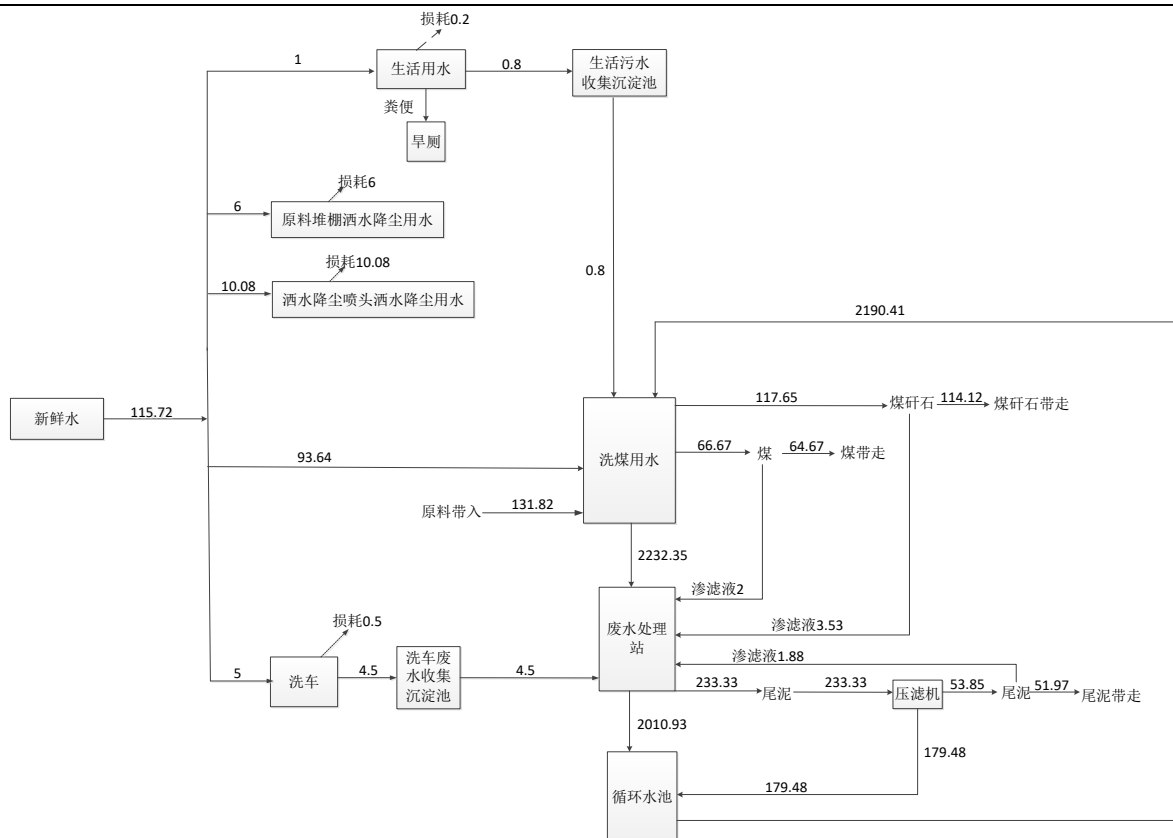 损耗0.2
1
生活用水
0.8
生活污水
收集沉淀池
粪便
旱厕
损耗6
6
原料堆棚洒水降尘用水
损耗10.08
10.08
洒水降尘喷头洒水降尘用水
0.8
2190.41
新鲜水
115.72
117.65
煤矸石
114.12
煤矸石带走
93.64
洗煤用水
66.67
煤
64.67
煤带走
原料带入
131.82
2232.35
渗滤液2
废水处理
站
渗滤液3.53
损耗0.5
渗滤液1.88
5
洗车
4.5
洗车废
水收集
沉淀池
4.5
233.33
尾泥
233.33
压滤机
53.85
尾泥
51.97
尾泥带走
2010.93
179.48
循环水池
179.48